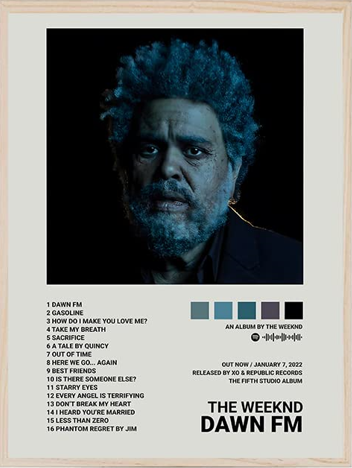 1 DAWN FM
2 GASOLINE
3 HOW DO I MAKE YOU LOVE ME?
4 TAKE MY BREATH
5 SACRIFICE
6 A TALE BY QUINCY
7 OUT OF TIME
8 HERE WE GO... AGAIN
9 BEST FRIENDS
10 IS THERE SOMEONE ELSE?
11 STARRY EYES
12 EVERY ANGEL IS TERRIFYING
13 DON'T BREAK MY HEART
14 I HEARD YOU'RE MARRIED
15 LESS THAN ZERO
16 PHANTOM REGRET BY JIM
AN ALBUM BY THE WEEKND
OUT NOW / JANUARY 7, 2022
RELEASED BY XO & REPUBLIC RECORDS
THE FIFTH STUDIO ALBUM
THE WEEKND
DAWN FM